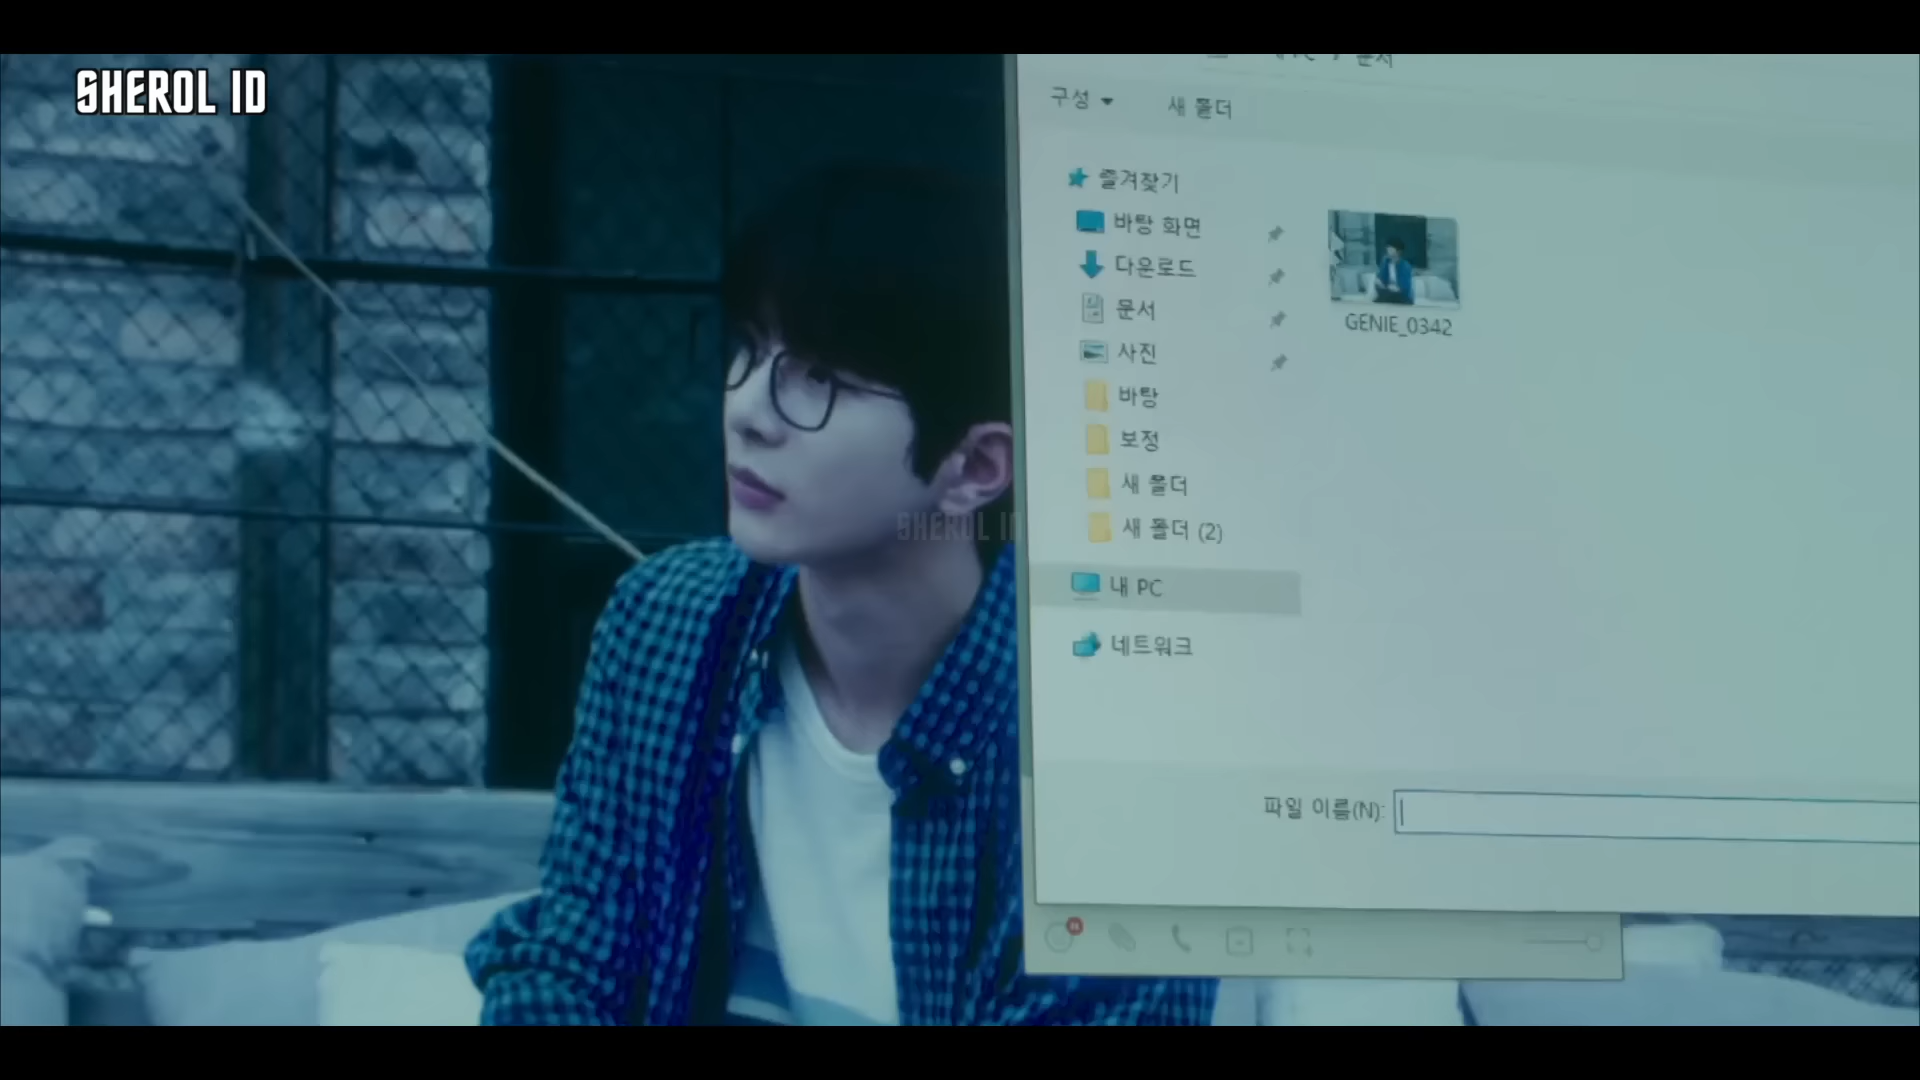 SHEROL ID
구성
새 폴더
즐겨찾기
바탕 화면
다운로드
문서
사진
바탕
보정
새 폴더
새 폴더 (2)
내 PC
네트워크
GENIE_0342
SHEROL ID
파일 이름(N):